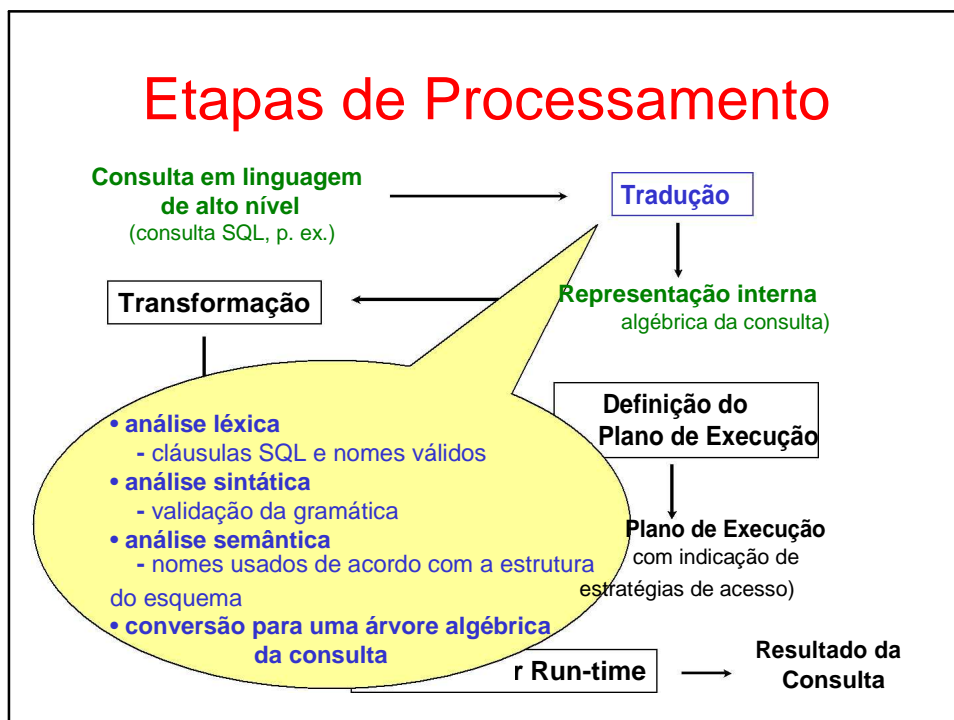 Etapas de Processamento
Consulta em linguagem
de alto nível
(consulta SQL, p. ex.)
Tradução
Representação interna
algébrica da consulta)
Transformação
• análise léxica
- cláusulas SQL e nomes válidos
• análise sintática
- validação da gramática
• análise semântica
- nomes usados de acordo com a estrutura
do esquema
• conversão para uma árvore algébrica
da consulta
Definição do
Plano de Execução
Plano de Execução
com indicação de
estratégias de acesso)
r Run-time
Resultado da
Consulta